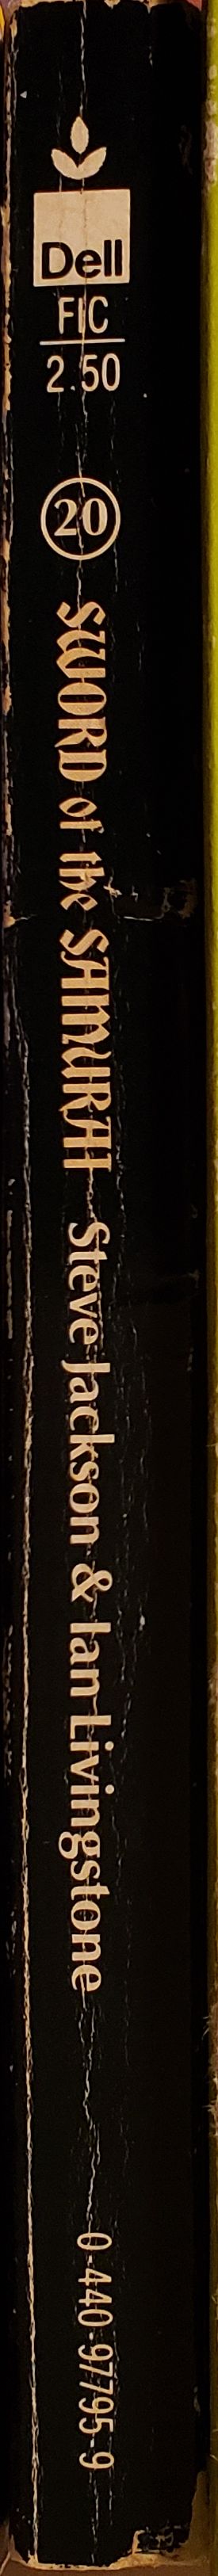 Dell
FIC
2.50
20
SWORD of the SAMURAI Steve Jackson & Ian Livingstone 0-440-97795-9